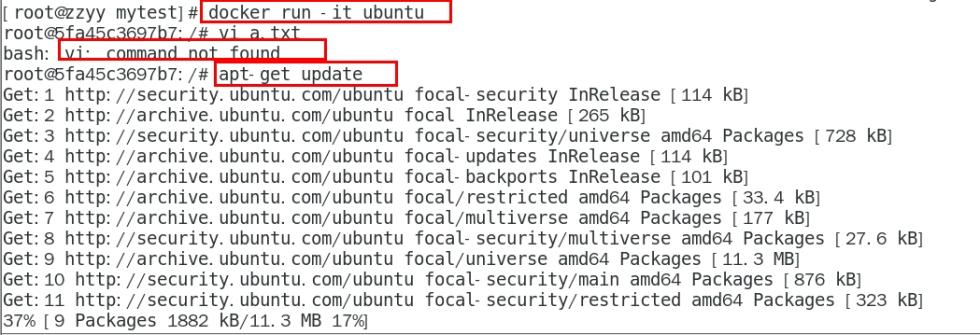 [root@zzyy mytest]# docker run -it ubuntu
root@5fa45c3697b7:/# vi a.txt
bash: vi: command not found
root@5fa45c3697b7:/# apt-get update
Get:1 http://security.ubuntu.com/ubuntu focal-security InRelease [114 kB]
Get:2 http://archive.ubuntu.com/ubuntu focal InRelease [265 kB]
Get:3 http://security.ubuntu.com/ubuntu focal-security/universe amd64 Packages [728 kB]
Get:4 http://archive.ubuntu.com/ubuntu focal-updates InRelease [114 kB]
Get:5 http://archive.ubuntu.com/ubuntu focal-backports InRelease [101 kB]
Get:6 http://archive.ubuntu.com/ubuntu focal/restricted amd64 Packages [33.4 kB]
Get:7 http://archive.ubuntu.com/ubuntu focal/multiverse amd64 Packages [177 kB]
Get:8 http://security.ubuntu.com/ubuntu focal-security/multiverse amd64 Packages [27.6 kB]
Get:9 http://archive.ubuntu.com/ubuntu focal/universe amd64 Packages [11.3 MB]
Get:10 http://security.ubuntu.com/ubuntu focal-security/main amd64 Packages [876 kB]
Get:11 http://security.ubuntu.com/ubuntu focal-security/restricted amd64 Packages [323 kB]
37% [9 Packages 1882 kB/11.3 MB 17%]